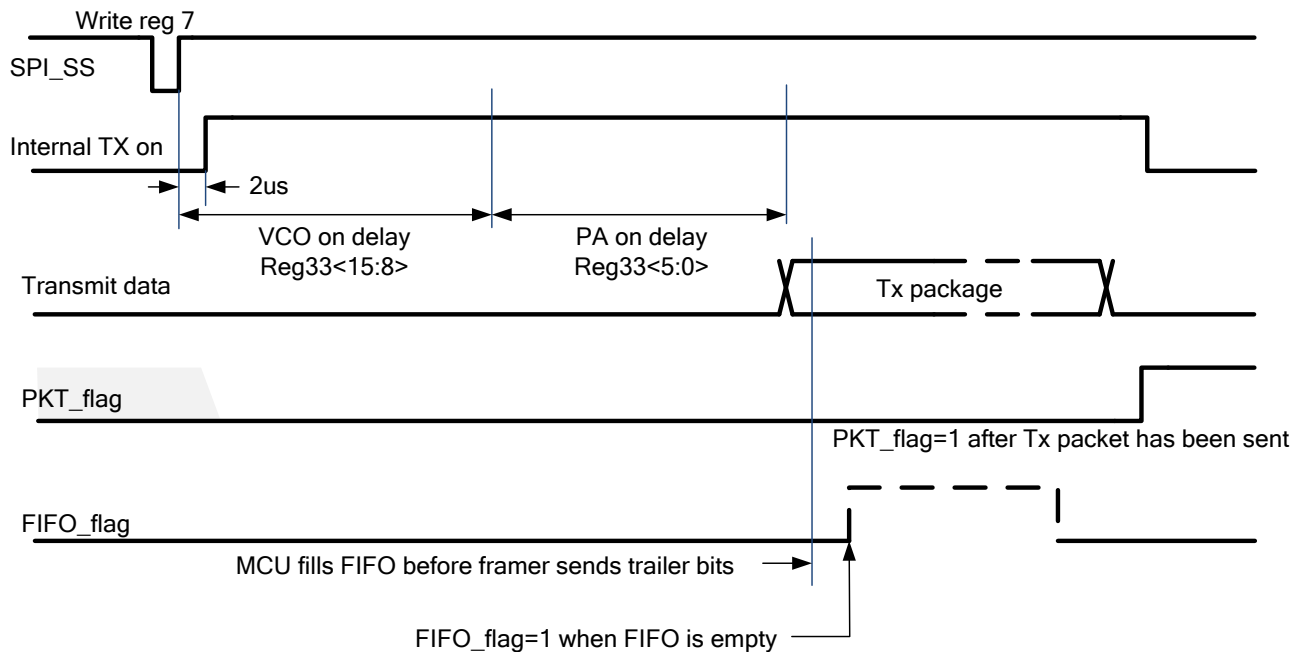 Write reg 7
SPI_SS
Internal TX on
2us
VCO on delay
Reg33<15:8>
PA on delay
Reg33<5:0>
Transmit data
Tx package
PKT_flag
PKT_flag=1 after Tx packet has been sent
FIFO_flag
MCU fills FIFO before framer sends trailer bits
FIFO_flag=1 when FIFO is empty